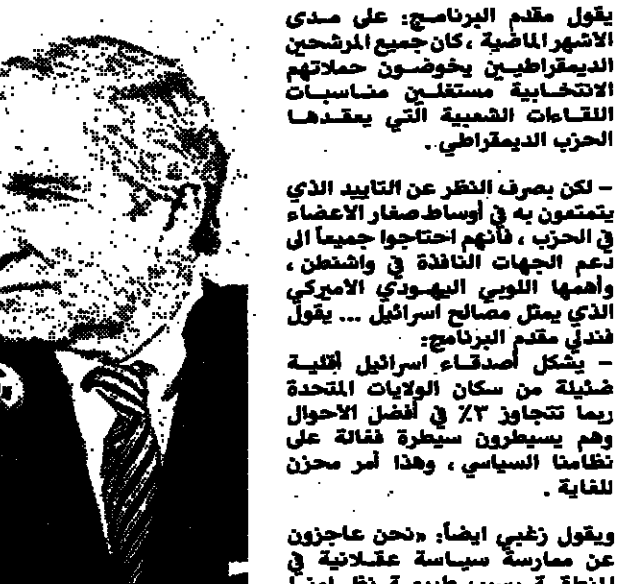 يقول مقدم البرنامج: على مدى
الاشهر الماضية ، كان جميع المرشحين
الديمقراطيين يخوضون حملاتهم
الانتخابية مستغلين مناسبات
اللقاءات الشعبية التي يعقدها
الحزب الديمقراطي .
– لكن بصرف النظر عن التاييد الذي
يتمتعون به في أوساط صغار الاعضاء
في الحزب ، فأنهم احتاجوا جميعاً الى
دعم الجهات النافذة في واشنطن ،
وأهمها اللوبي اليهودي الاميركي
الذي يمثل مصالح اسرائيل ... يقول
فندلي مقدم البرنامج:
– يشكل أصدقاء اسرائيل أقلية
ضئيلة من سكان الولايات المتحدة
ربما تتجاوز ٣٪ في أفضل الاحوال
وهم يسيطرون سيطرة فعالة على
نظامنا السياسي ، وهذا أمر محزن
للغاية .
ويقول زغبي ايضاً: «نحن عاجزون
عن ممارسة سياسة عقلانية في